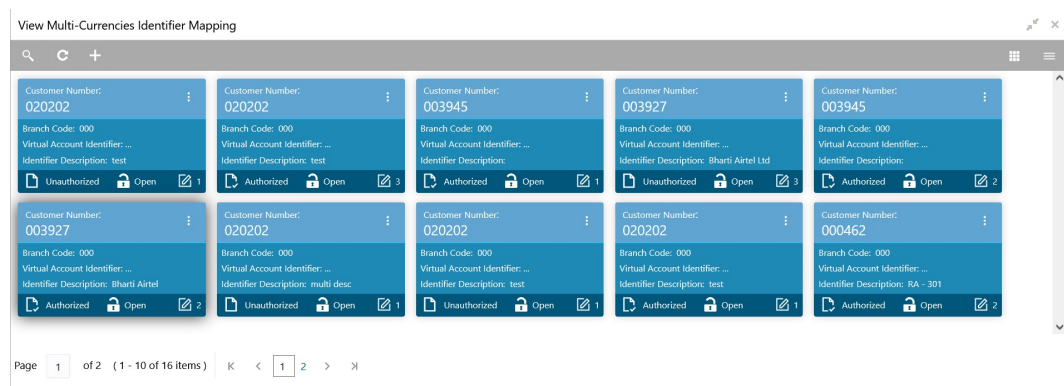 View Multi-Currencies Identifier Mapping
Customer Number:
020202
Branch Code: 000
Virtual Account Identifier: ...
Identifier Description: test
Unauthorized Open 1
Customer Number:
020202
Branch Code: 000
Virtual Account Identifier: ...
Identifier Description: test
Authorized Open 3
Customer Number:
003945
Branch Code: 000
Virtual Account Identifier: ...
Identifier Description:
Authorized Open 1
Customer Number:
003927
Branch Code: 000
Virtual Account Identifier: ...
Identifier Description: Bharti Airtel Ltd
Unauthorized Open 3
Customer Number:
003945
Branch Code: 000
Virtual Account Identifier: ...
Identifier Description:
Authorized Open 2
Customer Number:
003927
Branch Code: 000
Virtual Account Identifier: ...
Identifier Description: Bharti Airtel
Authorized Open 2
Customer Number:
020202
Branch Code: 000
Virtual Account Identifier: ...
Identifier Description: multi desc
Unauthorized Open 1
Customer Number:
020202
Branch Code: 000
Virtual Account Identifier: ...
Identifier Description: test
Unauthorized Open 1
Customer Number:
020202
Branch Code: 000
Virtual Account Identifier: ...
Identifier Description: test
Authorized Open 1
Customer Number:
000462
Branch Code: 000
Virtual Account Identifier: ...
Identifier Description: RA - 301
Authorized Open 2
Page 1 of 2 ( 1 - 10 of 16 items ) 1 2